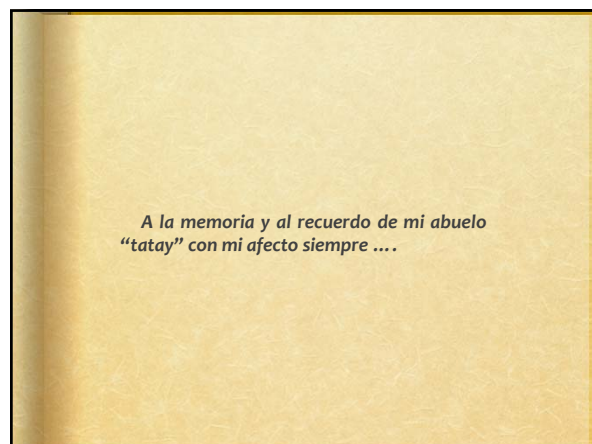 A la memoria y al recuerdo de mi abuelo
“tatay” con mi afecto siempre ….